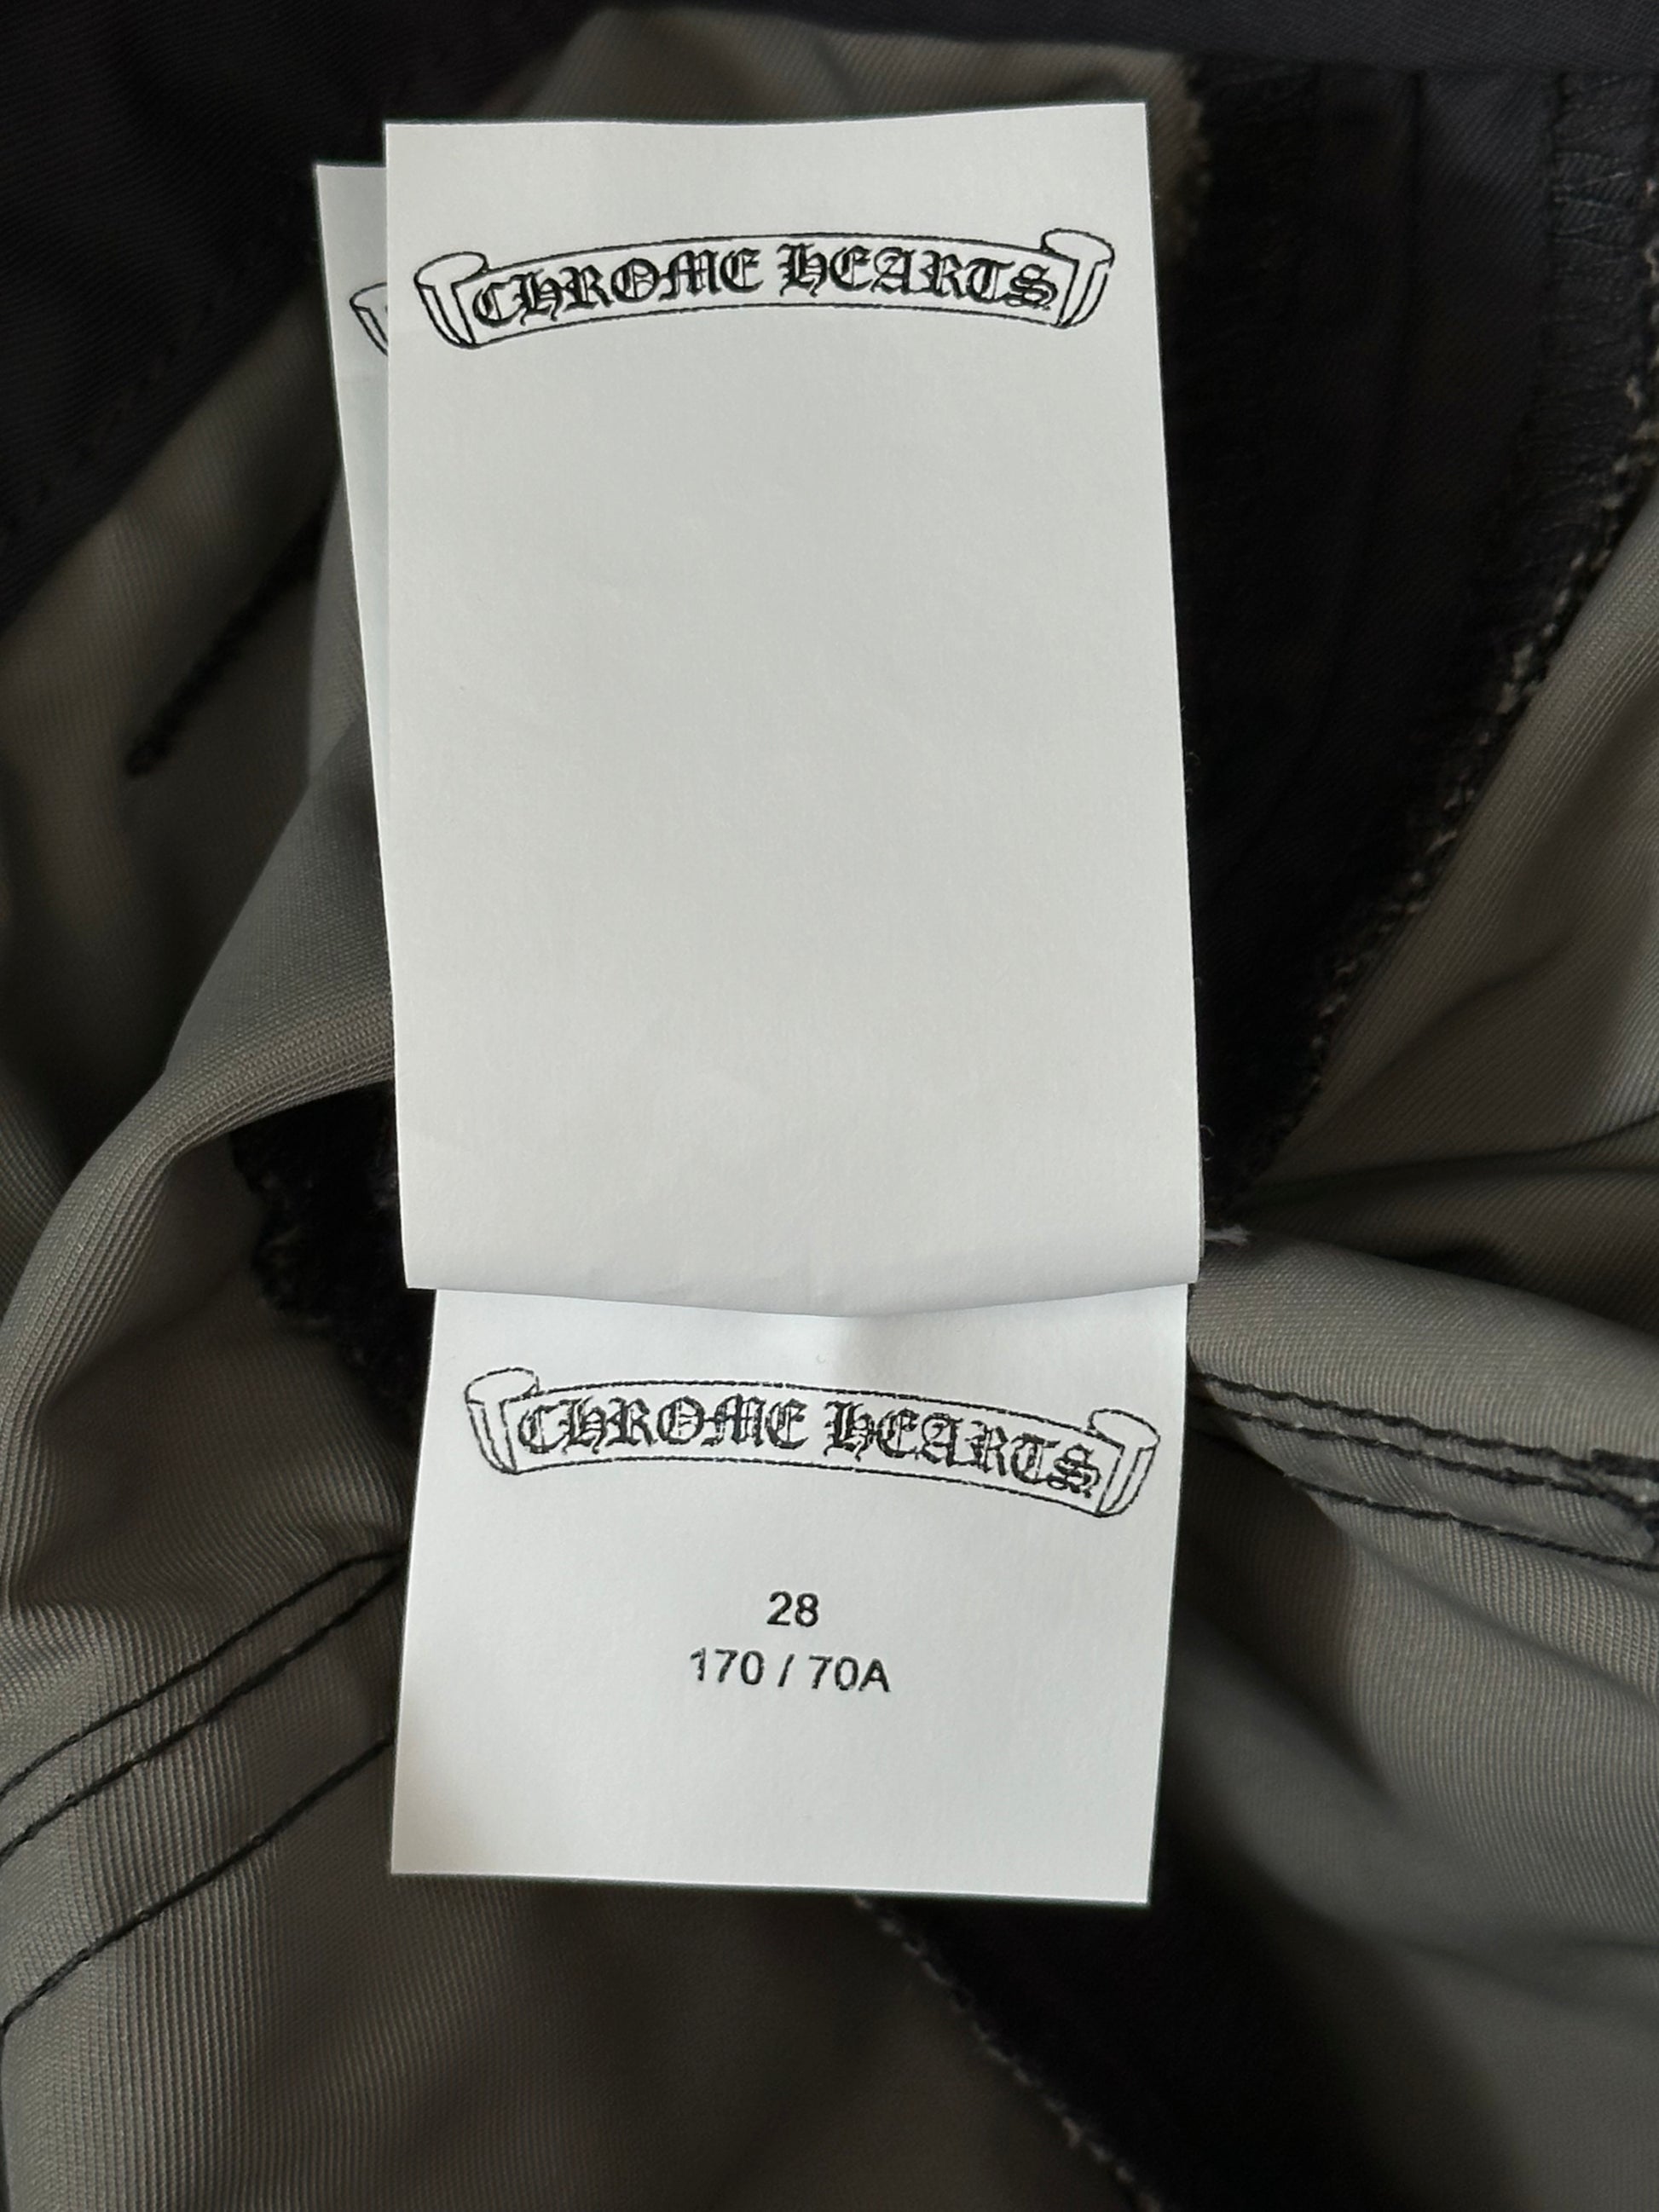 CHROME HEARTS
CHROME HEARTS
28
170 / 70A